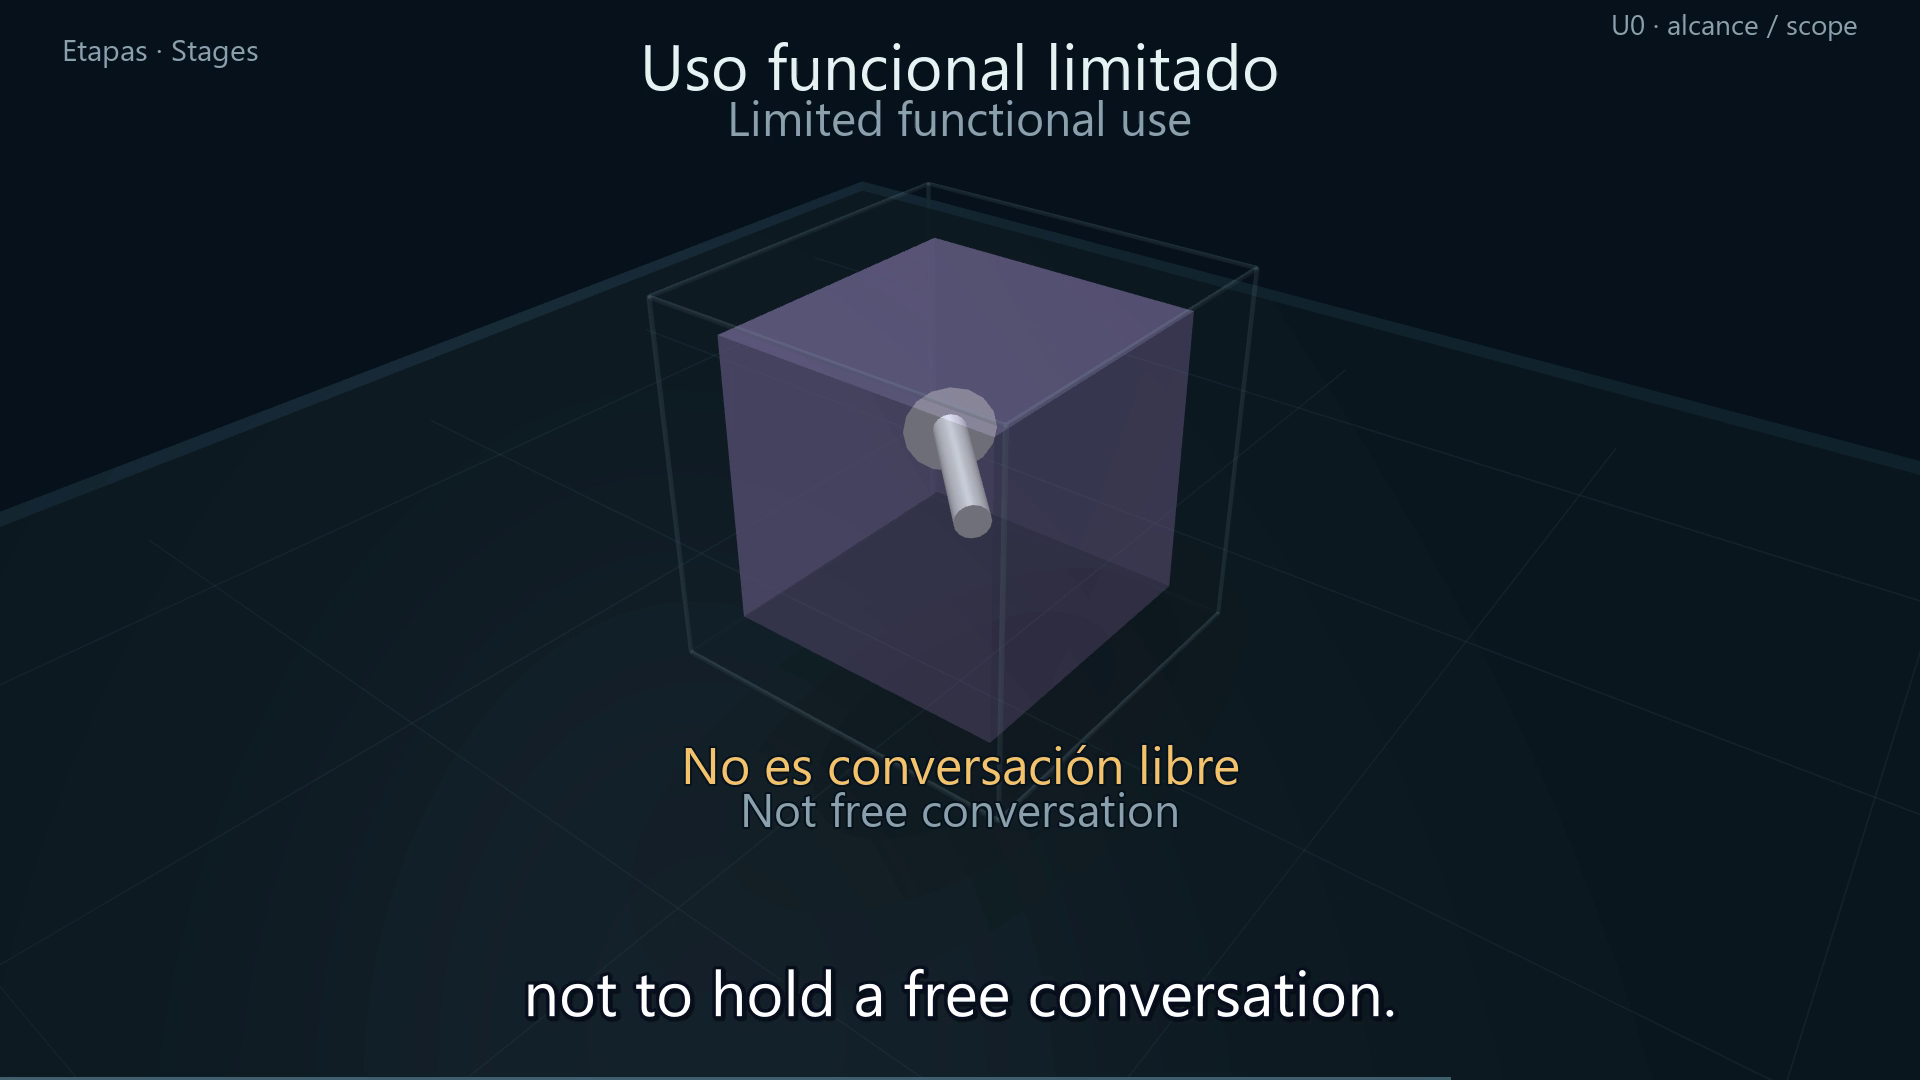 Etapas · Stages
U0 · alcance / scope
Uso funcional limitado
Limited functional use
No es conversación libre
Not free conversation
not to hold a free conversation.